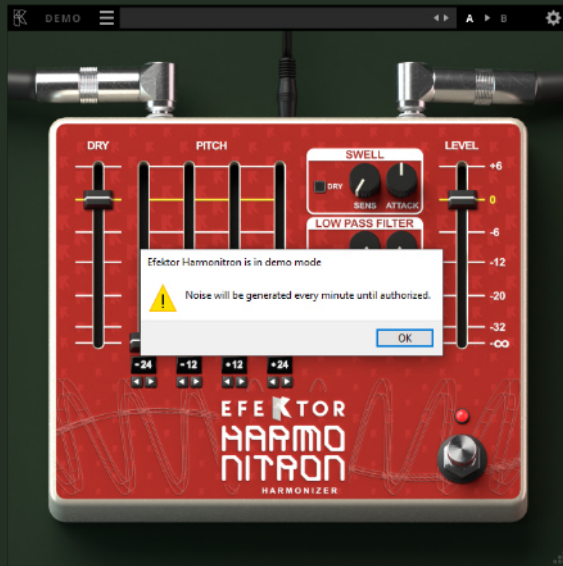 DEMO
A B
DRY
PITCH
LEVEL
SWELL
DRY
SENS ATTACK
LOW PASS FILTER
+6
0
-6
-12
-20
-32
-∞
Efektor Harmonitron is in demo mode
Noise will be generated every minute until authorized.
OK
-24 -12 +12 +24
EFEKTOR
HARMO
NITRON
HARMONIZER